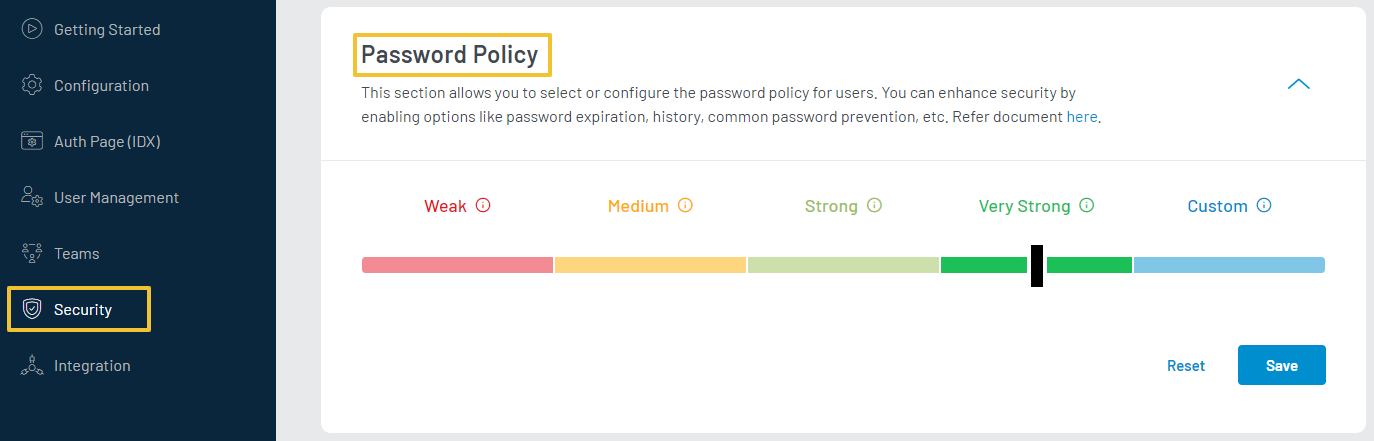 Getting Started
Configuration
Auth Page (IDX)
User Management
Teams
Security
Integration
Password Policy
This section allows you to select or configure the password policy for users. You can enhance security by
enabling options like password expiration, history, common password prevention, etc. Refer document here.
Weak
Medium
Strong
Very Strong
Custom
Reset
Save